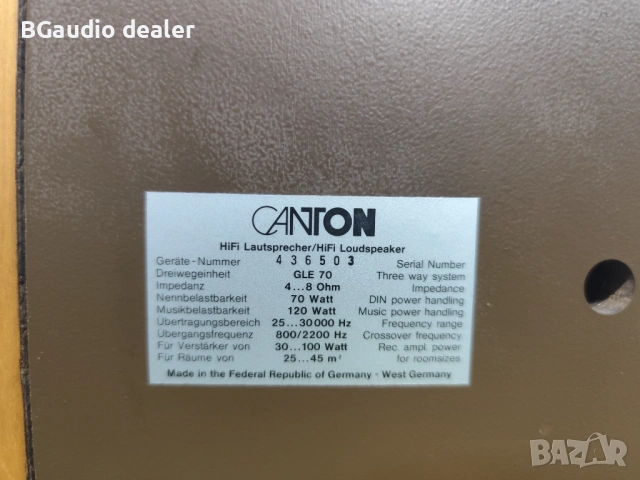 BGaudio dealer
CANTON
HiFi Lautsprecher/HiFi Loudspeaker
Geräte-Nummer 436503 Serial Number
Dreiwegeinheit GLE 70 Three way system
Impedanz 4...8 Ohm Impedance
Nennbelastbarkeit 70 Watt DIN power handling
Musikbelastbarkeit 120 Watt Music power handling
Übertragungsbereich 25...30000 Hz Frequency range
Übergangsfrequenz 800/2200 Hz Crossover frequency
Für Verstärker von 30...100 Watt Rec. ampl. power
Für Räume von 25...45 m² for roomsizes
Made in the Federal Republic of Germany - West Germany
BAZAR